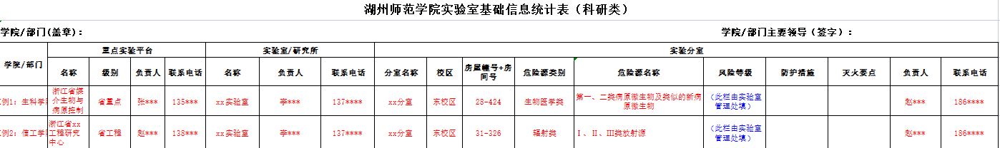 湖州师范学院实验室基础信息统计表（科研类）
学院/部门(盖章)： 学院/部门主要领导（签字）：
学院/部门 重点实验平台 实验室/研究所 实验分室
名称 级别 负责人 联系电话 名称 负责人 联系电话 分室名称 校区 房屋幢号+房间号 危险源类别 危险源名称 风险等级 防护措施 灭火要点 负责人 联系电话
例1：生科学 浙江省媒介生物与病原控制 省重点 张*** 135*** xx实验室 李*** 137**** xx分室 东校区 28-424 生物医学类 第一、二类病原微生物及类似的新病原微生物 （此栏由实验室管理处填） 赵*** 186****
例2：信工学 浙江省xx工程研究中心 省工程 赵*** 138*** xx实验室 李*** 137**** xx分室 东校区 31-326 辐射类 Ⅰ、Ⅱ、Ⅲ类放射源 （此栏由实验室管理处填） 赵*** 186****